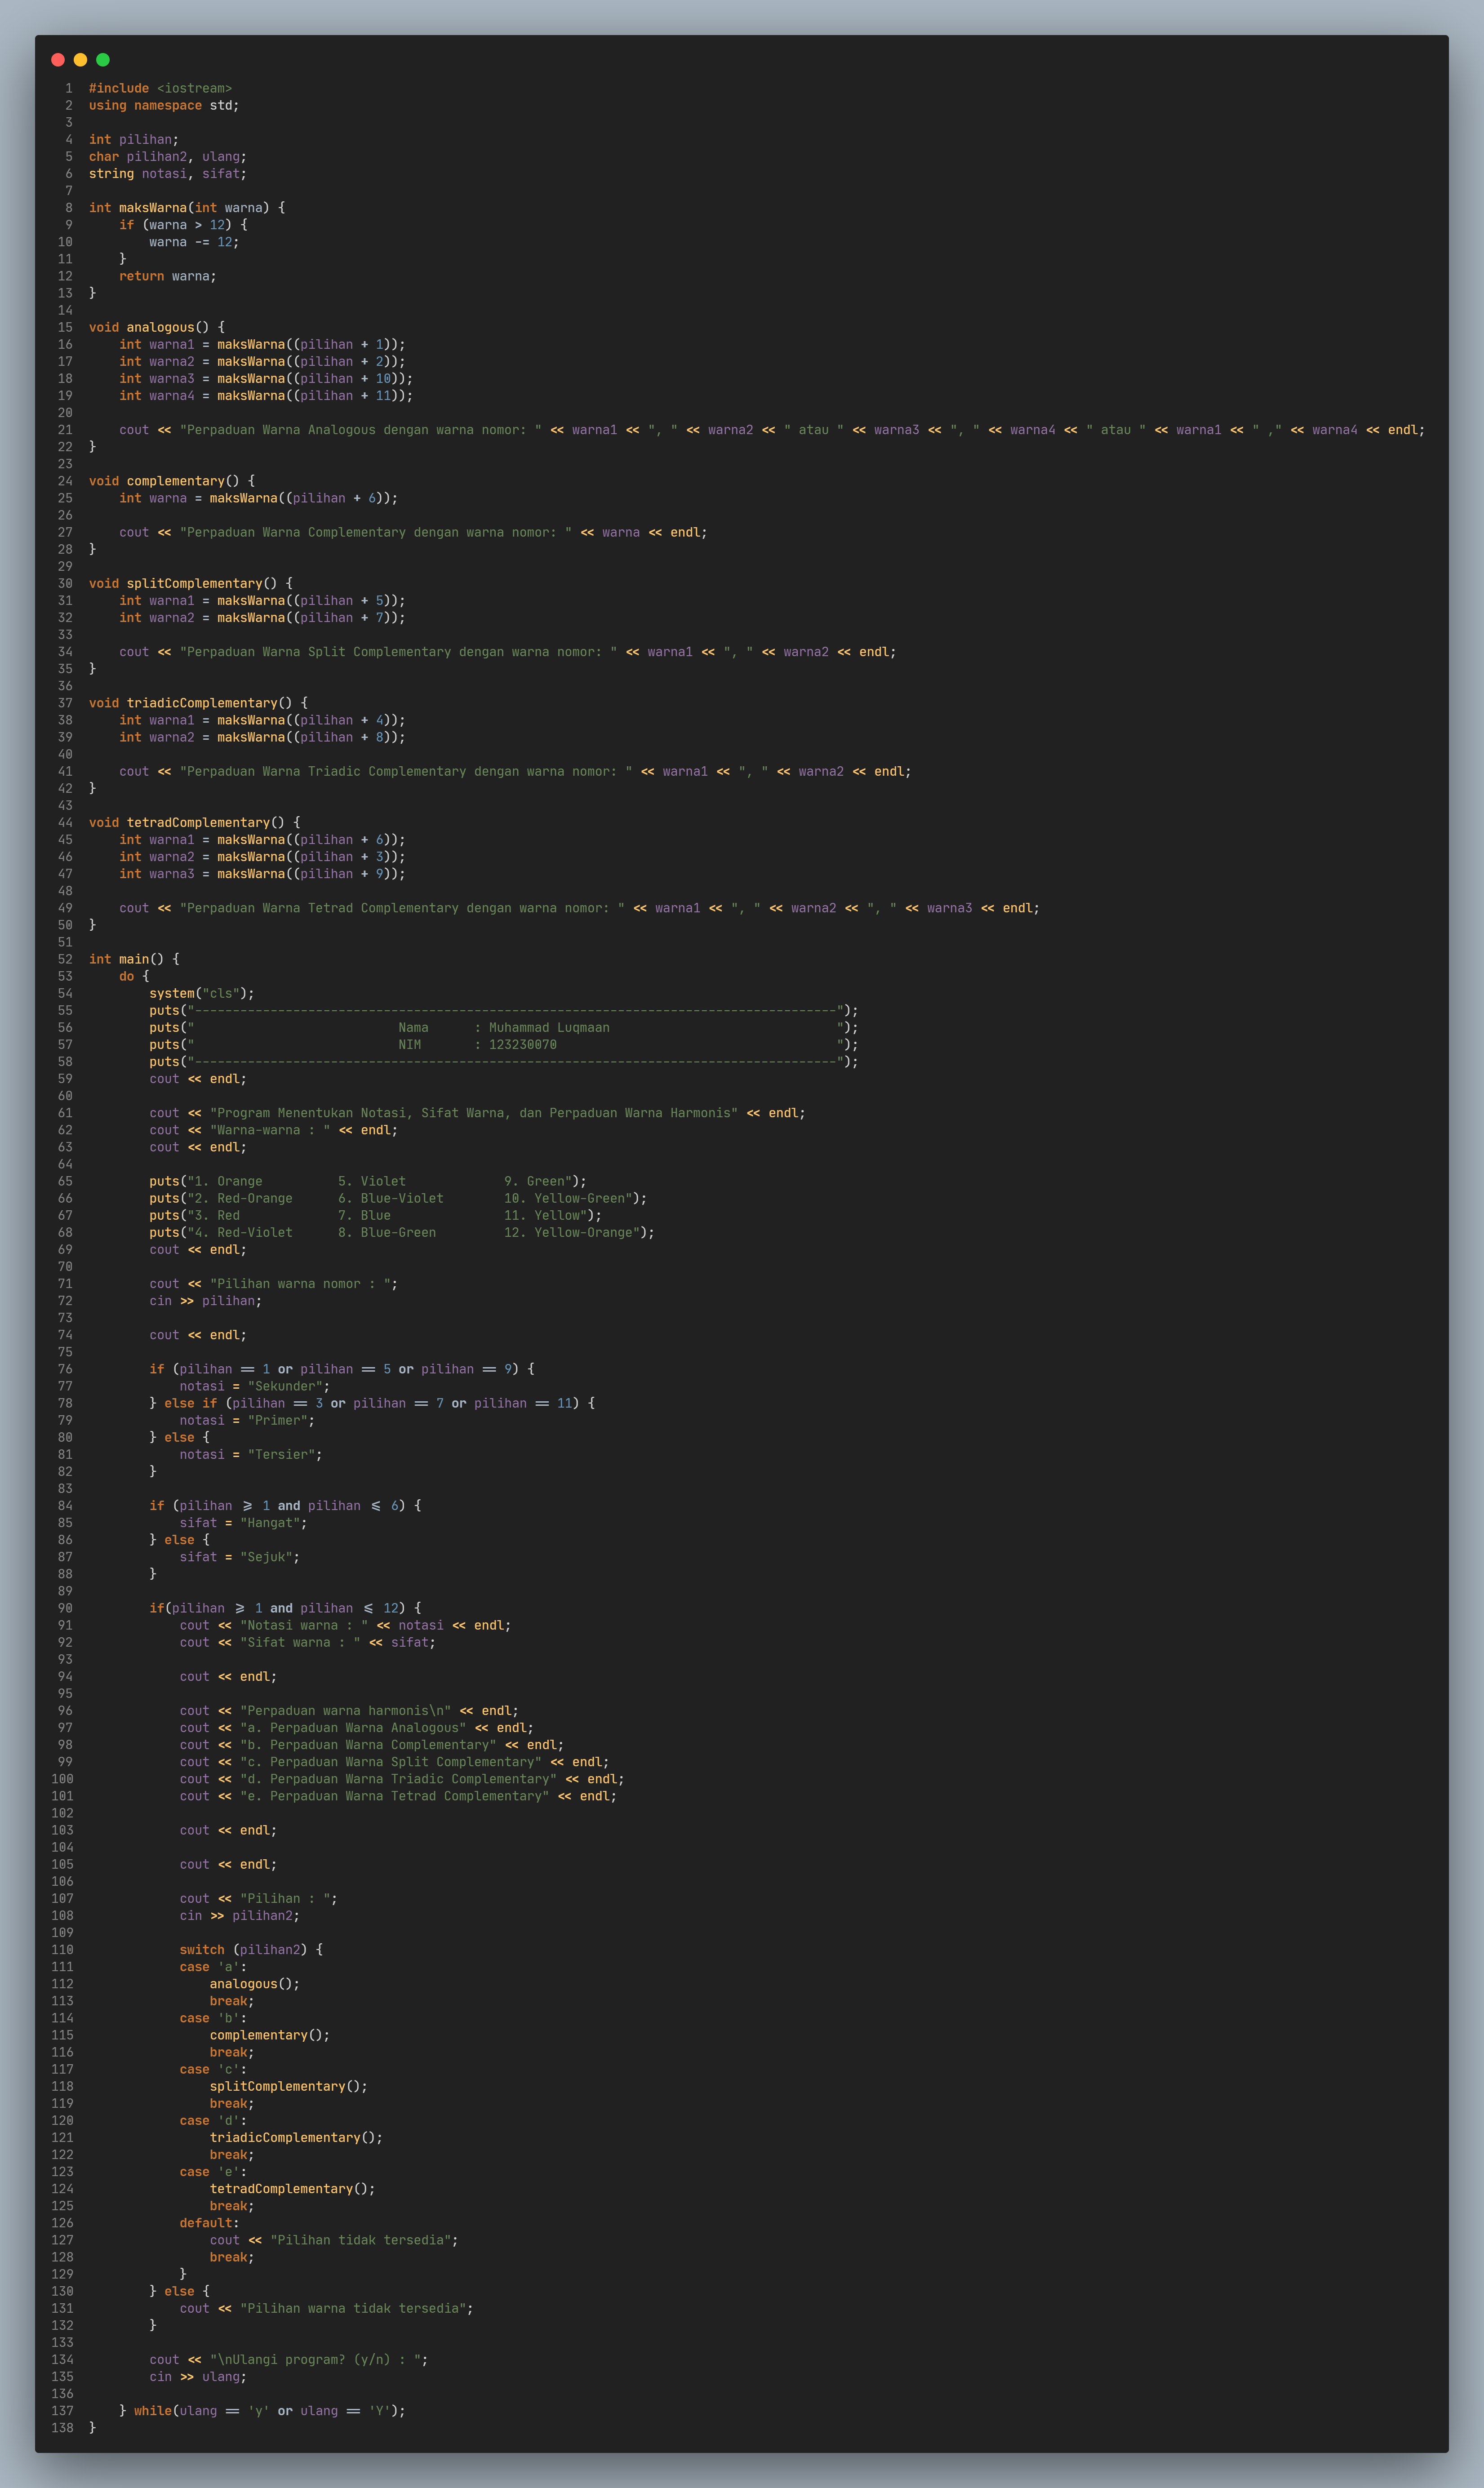 1 #include <iostream>
2 using namespace std;
3
4 int pilihan;
5 char pilihan2, ulang;
6 string notasi, sifat;
7
8 int maksWarna(int warna) {
9     if (warna > 12) {
10         warna -= 12;
11     }
12     return warna;
13 }
14
15 void analogous() {
16     int warna1 = maksWarna((pilihan + 1));
17     int warna2 = maksWarna((pilihan + 2));
18     int warna3 = maksWarna((pilihan + 10));
19     int warna4 = maksWarna((pilihan + 11));
20
21     cout << "Perpaduan Warna Analogous dengan warna nomor: " << warna1 << ", " << warna2 << " atau " << warna3 << ", " << warna4 << " atau " << warna1 << " ," << warna4 << endl;
22 }
23
24 void complementary() {
25     int warna = maksWarna((pilihan + 6));
26
27     cout << "Perpaduan Warna Complementary dengan warna nomor: " << warna << endl;
28 }
29
30 void splitComplementary() {
31     int warna1 = maksWarna((pilihan + 5));
32     int warna2 = maksWarna((pilihan + 7));
33
34     cout << "Perpaduan Warna Split Complementary dengan warna nomor: " << warna1 << ", " << warna2 << endl;
35 }
36
37 void triadicComplementary() {
38     int warna1 = maksWarna((pilihan + 4));
39     int warna2 = maksWarna((pilihan + 8));
40
41     cout << "Perpaduan Warna Triadic Complementary dengan warna nomor: " << warna1 << ", " << warna2 << endl;
42 }
43
44 void tetradComplementary() {
45     int warna1 = maksWarna((pilihan + 6));
46     int warna2 = maksWarna((pilihan + 3));
47     int warna3 = maksWarna((pilihan + 9));
48
49     cout << "Perpaduan Warna Tetrad Complementary dengan warna nomor: " << warna1 << ", " << warna2 << ", " << warna3 << endl;
50 }
51
52 int main() {
53     do {
54         system("cls");
55         puts("-------------------------------------------------------------------------------------");
56         puts("                           Nama      : Muhammad Luqmaan                              ");
57         puts("                           NIM       : 123230070                                     ");
58         puts("-------------------------------------------------------------------------------------");
59         cout << endl;
60
61         cout << "Program Menentukan Notasi, Sifat Warna, dan Perpaduan Warna Harmonis" << endl;
62         cout << "Warna-warna : " << endl;
63         cout << endl;
64
65         puts("1. Orange          5. Violet             9. Green");
66         puts("2. Red-Orange      6. Blue-Violet        10. Yellow-Green");
67         puts("3. Red             7. Blue               11. Yellow");
68         puts("4. Red-Violet      8. Blue-Green         12. Yellow-Orange");
69         cout << endl;
70
71         cout << "Pilihan warna nomor : ";
72         cin >> pilihan;
73
74         cout << endl;
75
76         if (pilihan == 1 or pilihan == 5 or pilihan == 9) {
77             notasi = "Sekunder";
78         } else if (pilihan == 3 or pilihan == 7 or pilihan == 11) {
79             notasi = "Primer";
80         } else {
81             notasi = "Tersier";
82         }
83
84         if (pilihan >= 1 and pilihan <= 6) {
85             sifat = "Hangat";
86         } else {
87             sifat = "Sejuk";
88         }
89
90         if(pilihan >= 1 and pilihan <= 12) {
91             cout << "Notasi warna : " << notasi << endl;
92             cout << "Sifat warna : " << sifat;
93
94             cout << endl;
95
96             cout << "Perpaduan warna harmonis\n" << endl;
97             cout << "a. Perpaduan Warna Analogous" << endl;
98             cout << "b. Perpaduan Warna Complementary" << endl;
99             cout << "c. Perpaduan Warna Split Complementary" << endl;
100             cout << "d. Perpaduan Warna Triadic Complementary" << endl;
101             cout << "e. Perpaduan Warna Tetrad Complementary" << endl;
102
103             cout << endl;
104
105             cout << endl;
106
107             cout << "Pilihan : ";
108             cin >> pilihan2;
109
110             switch (pilihan2) {
111             case 'a':
112                 analogous();
113                 break;
114             case 'b':
115                 complementary();
116                 break;
117             case 'c':
118                 splitComplementary();
119                 break;
120             case 'd':
121                 triadicComplementary();
122                 break;
123             case 'e':
124                 tetradComplementary();
125                 break;
126             default:
127                 cout << "Pilihan tidak tersedia";
128                 break;
129             }
130         } else {
131             cout << "Pilihan warna tidak tersedia";
132         }
133
134         cout << "\nUlangi program? (y/n) : ";
135         cin >> ulang;
136
137     } while(ulang == 'y' or ulang == 'Y');
138 }